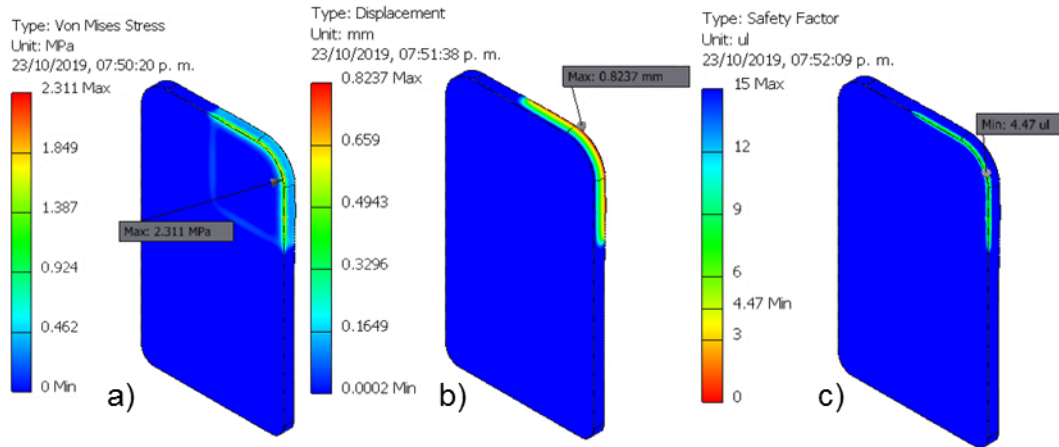 Type: Von Mises Stress
Unit: MPa
23/10/2019, 07:50:20 p. m.
2.311 Max
1.849
1.387
0.924
0.462
0 Min
Max: 2.311 MPa
a)
Type: Displacement
Unit: mm
23/10/2019, 07:51:38 p. m.
0.8237 Max
0.659
0.4943
0.3296
0.1649
0.0002 Min
Max: 0.8237 mm
b)
Type: Safety Factor
Unit: ul
23/10/2019, 07:52:09 p. m.
15 Max
12
9
6
4.47 Min
3
0
Min: 4.47 ul
c)